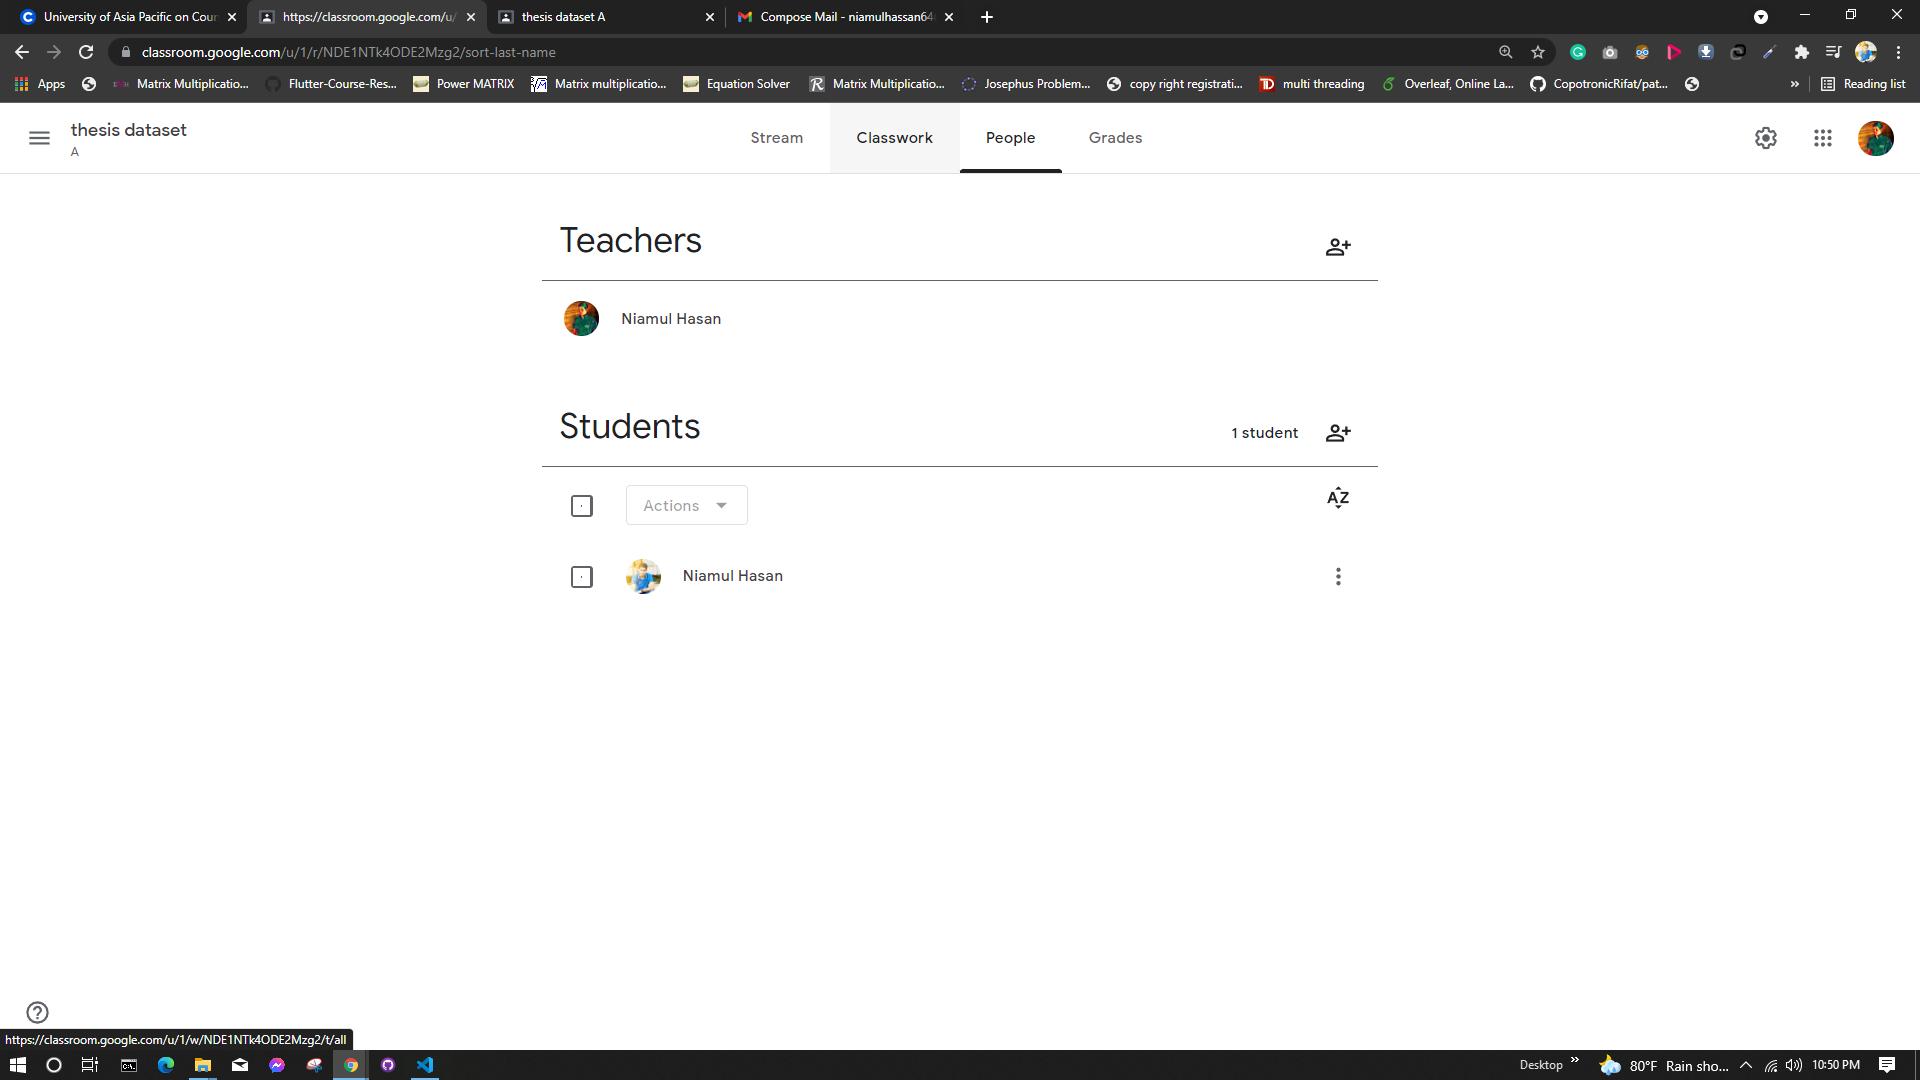 University of Asia Pacific on Cour
https://classroom.google.com/u/
thesis dataset A
Compose Mail - niamulhassan64
classroom.google.com/u/1/r/NDE1NTk4ODE2Mzg2/sort-last-name
Apps
Matrix Multiplicatio...
Flutter-Course-Res...
Power MATRIX
Matrix multiplicatio...
Equation Solver
Matrix Multiplicatio...
Josephus Problem...
copy right registrati...
multi threading
Overleaf, Online La...
CopotronicRifat/pat...
»
Reading list
thesis dataset
A
Stream
Classwork
People
Grades
Teachers
Niamul Hasan
Students
1 student
Actions
AZ
Niamul Hasan
https://classroom.google.com/u/1/w/NDE1NTk4ODE2Mzg2/t/all
Desktop
»
80°F Rain sho...
10:50 PM